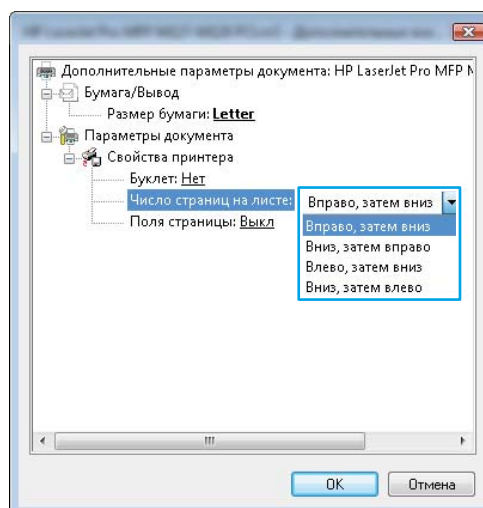 Дополнительные параметры документа: HP LaserJet Pro MFP M
Бумага/Вывод
Размер бумаги: Letter
Параметры документа
Свойства принтера
Буклет: Нет
Число страниц на листе: Вправо, затем вниз
Вправо, затем вниз
Поля страницы: Выкл
Вниз, затем вправо
Влево, затем вниз
Вниз, затем влево
OK
Отмена